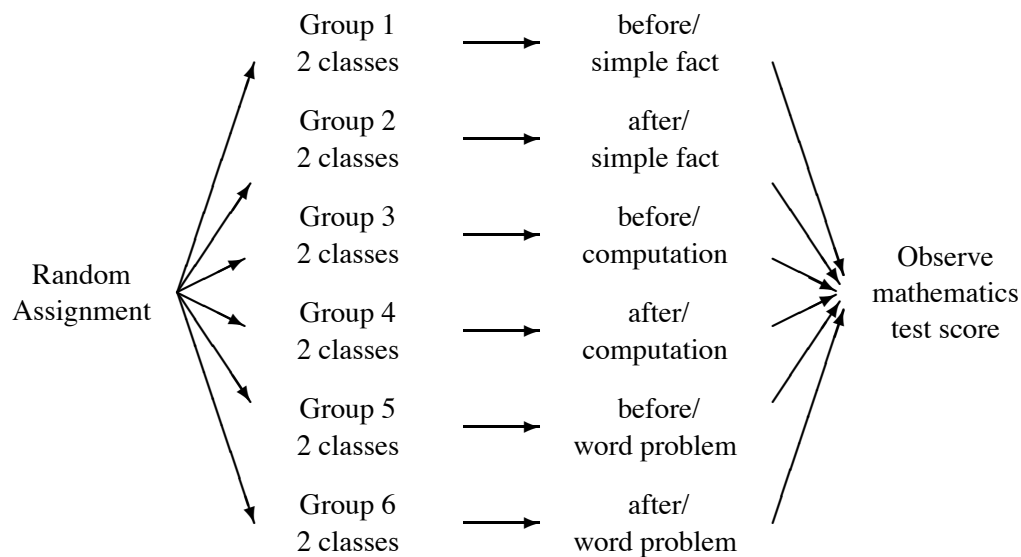 Random
Assignment
Group 1
2 classes
before/
simple fact
Group 2
2 classes
after/
simple fact
Group 3
2 classes
before/
computation
Group 4
2 classes
after/
computation
Group 5
2 classes
before/
word problem
Group 6
2 classes
after/
word problem
Observe
mathematics
test score